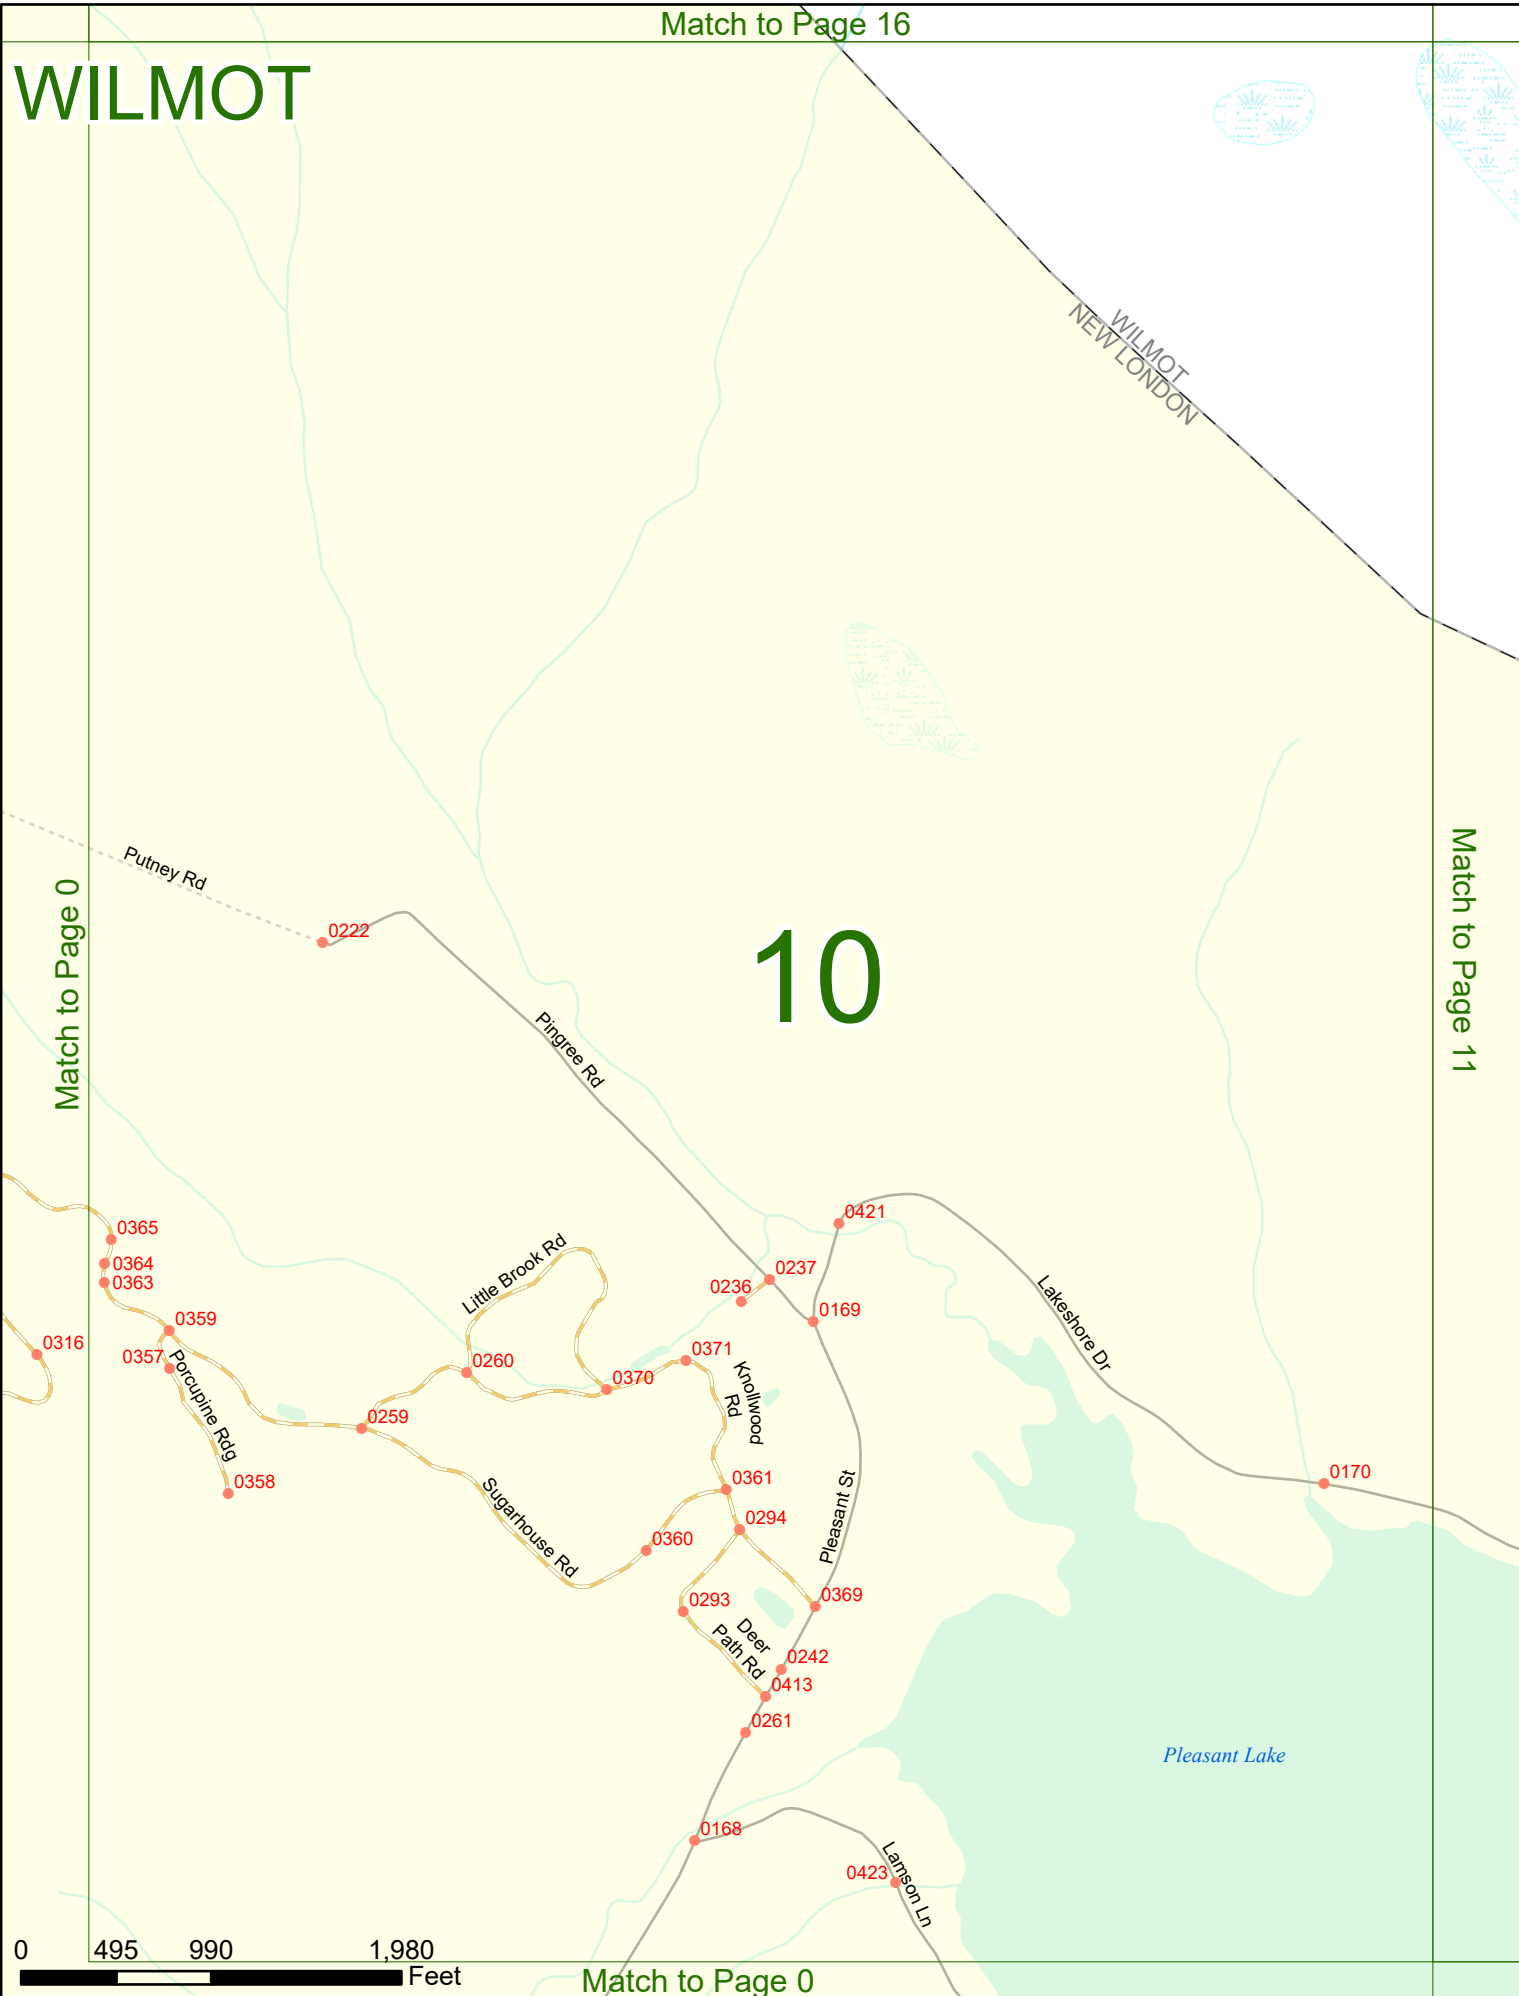 Match to Page 16
WILMOT
WILMOT
NEW LONDON
Putney Rd
Match to Page 0
0222
10
Match to Page 11
Pingree Rd
0421
0365
0364
0363
Little Brook Rd
0237
0236
0169
Lakeshore Dr
0359
0316
0357
Porcupine Rdg
0260
0371
0370
Knollwood
Rd
0259
0358
Sugarhouse Rd
0361
Pleasant St
0170
0294
0360
0293
0369
Deer
Path Rd
0242
0413
0261
Pleasant Lake
0168
0423
Lamson Ln
0 495 990 1,980
Feet
Match to Page 0